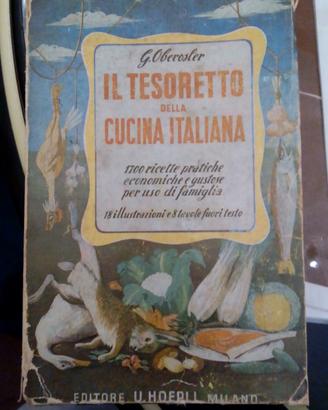 G. Oberosler
IL TESORETTO
DELLA
CUCINA ITALIANA
1700 ricette pratiche
economiche e gustose
per uso di famiglia
18 illustrazioni e 8 tavole fuori testo
EDITORE U. HOEPLI MILANO